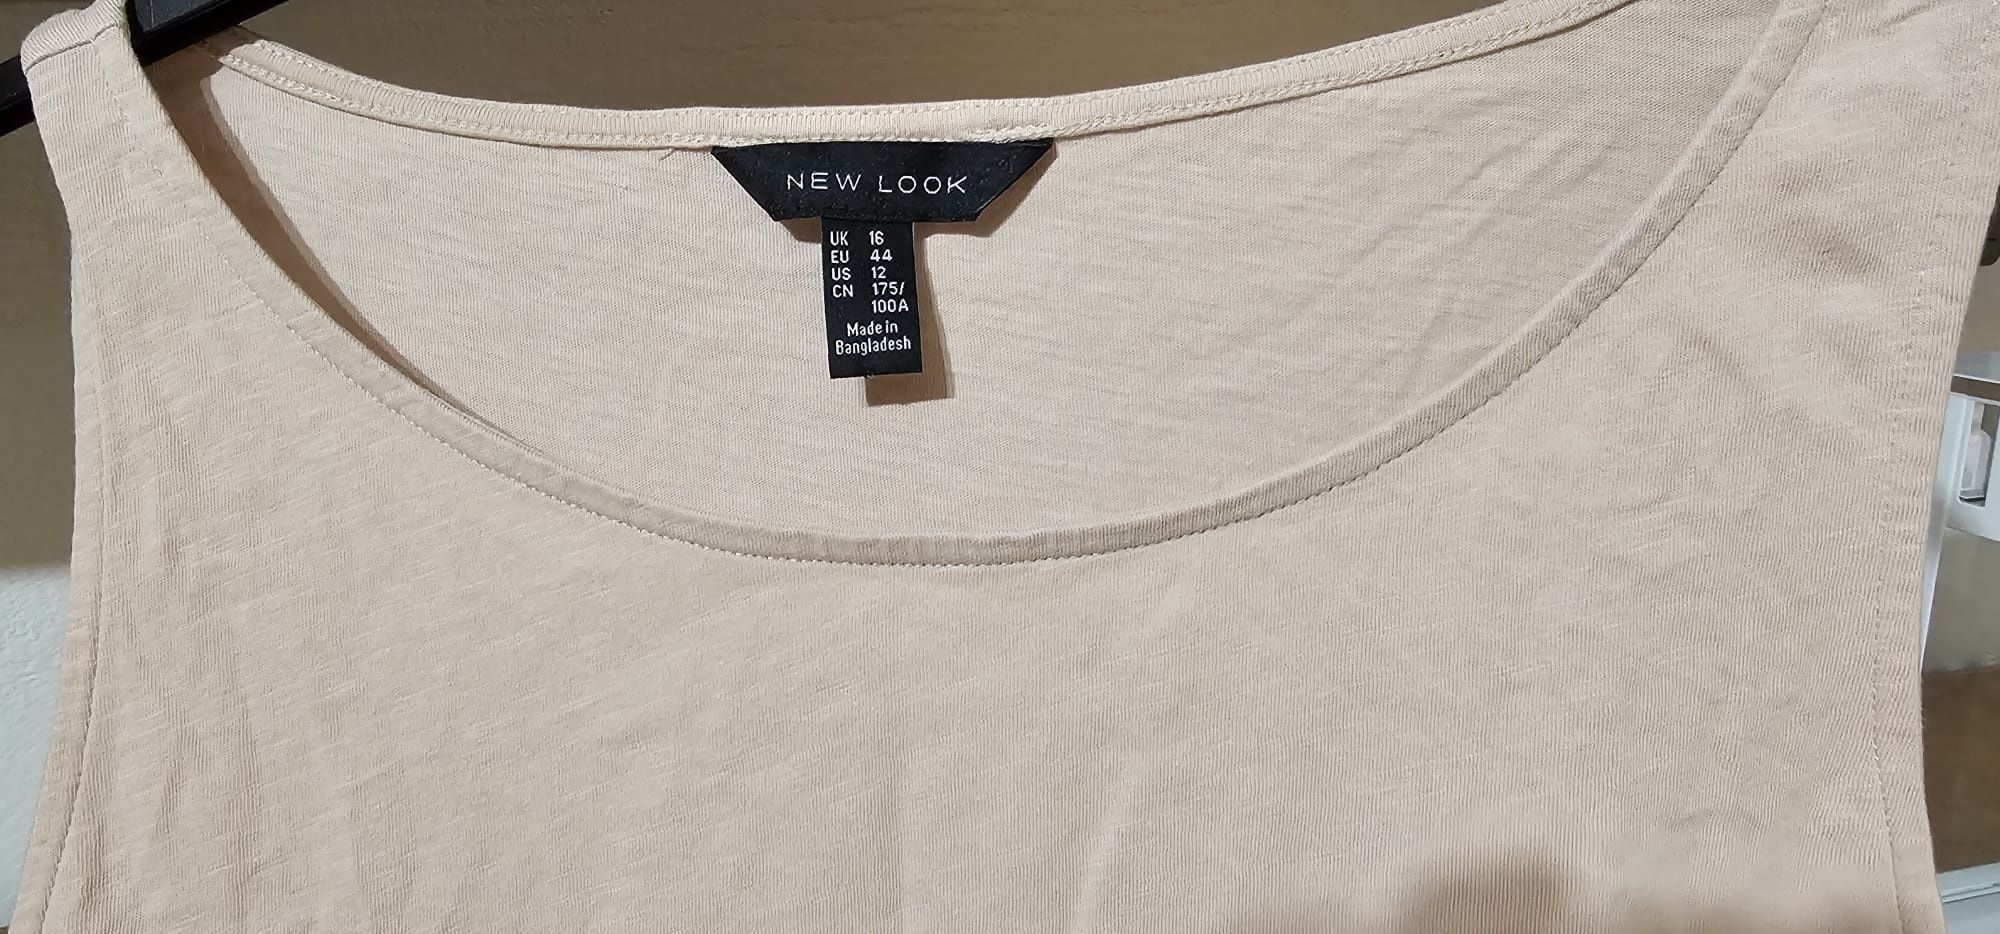 NEW LOOK
UK 16
EU 44
US 12
CN 175/
100A
Made in
Bangladesh